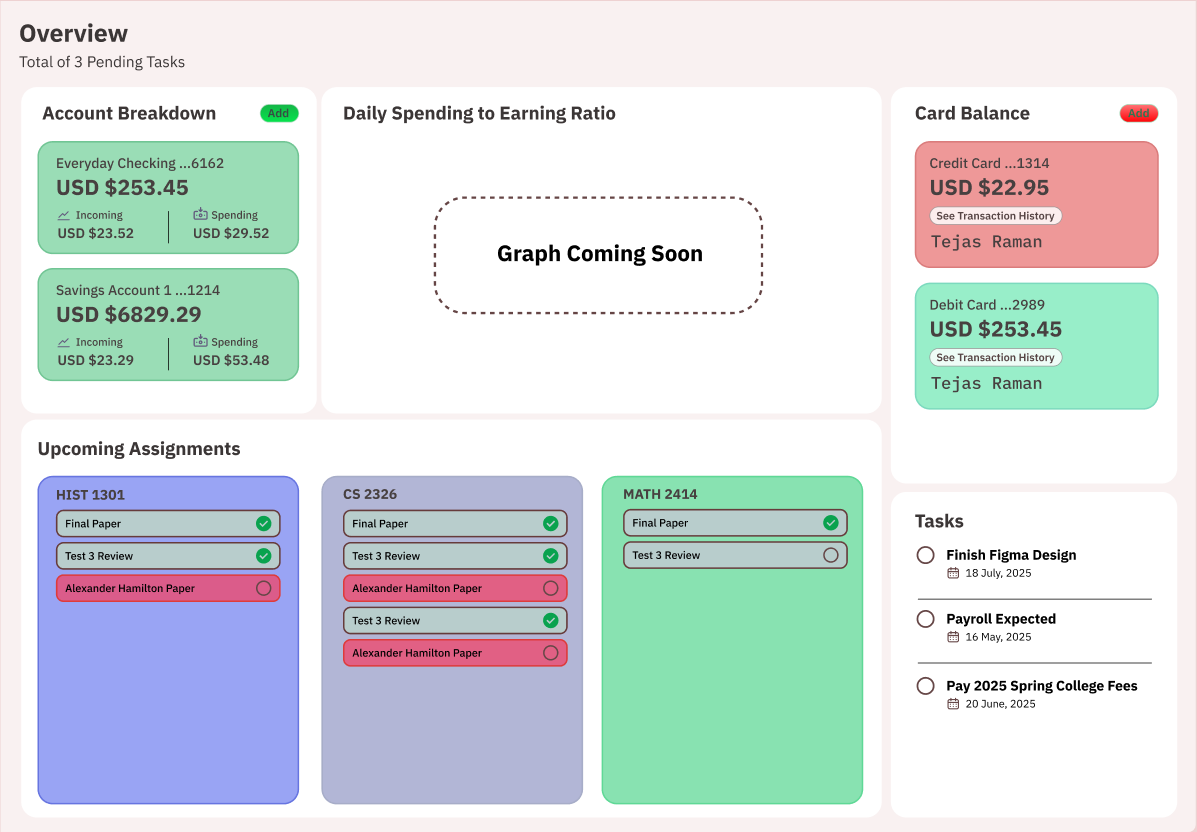 Overview
Total of 3 Pending Tasks
Account Breakdown
Add
Everyday Checking ...6162
USD $253.45
Incoming
Spending
USD $23.52
USD $29.52
Savings Account 1 ...1214
USD $6829.29
Incoming
Spending
USD $23.29
USD $53.48
Daily Spending to Earning Ratio
Graph Coming Soon
Card Balance
Add
Credit Card ...1314
USD $22.95
See Transaction History
Tejas Raman
Debit Card ...2989
USD $253.45
See Transaction History
Tejas Raman
Upcoming Assignments
HIST 1301
Final Paper
Test 3 Review
Alexander Hamilton Paper
CS 2326
Final Paper
Test 3 Review
Alexander Hamilton Paper
Test 3 Review
Alexander Hamilton Paper
MATH 2414
Final Paper
Test 3 Review
Tasks
Finish Figma Design
18 July, 2025
Payroll Expected
16 May, 2025
Pay 2025 Spring College Fees
20 June, 2025